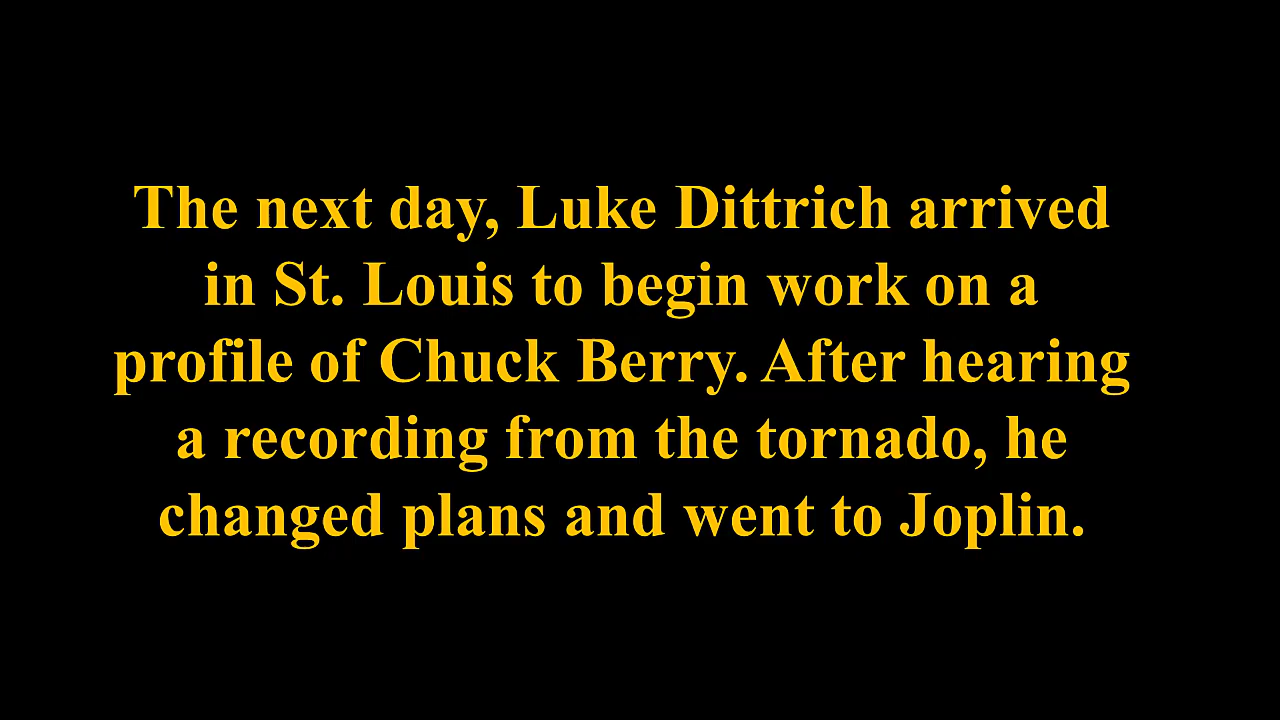 The next day, Luke Dittrich arrived
in St. Louis to begin work on a
profile of Chuck Berry. After hearing
a recording from the tornado, he
changed plans and went to Joplin.